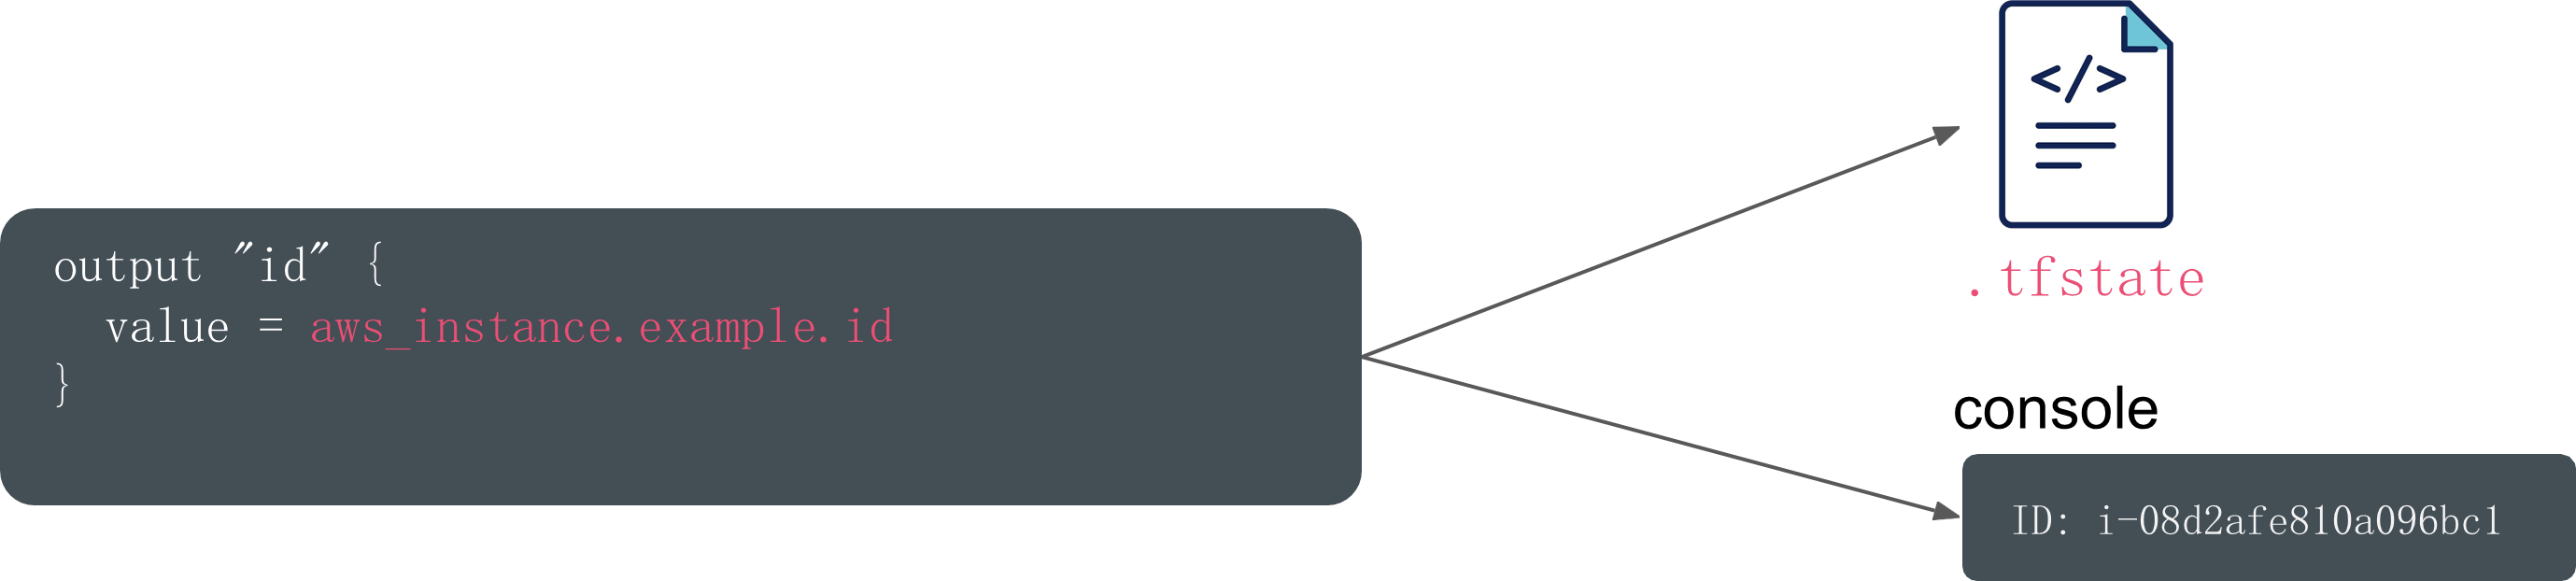 output "id" {
  value = aws_instance.example.id
}
</>
.tfstate
console
ID: i-08d2afe810a096bc1